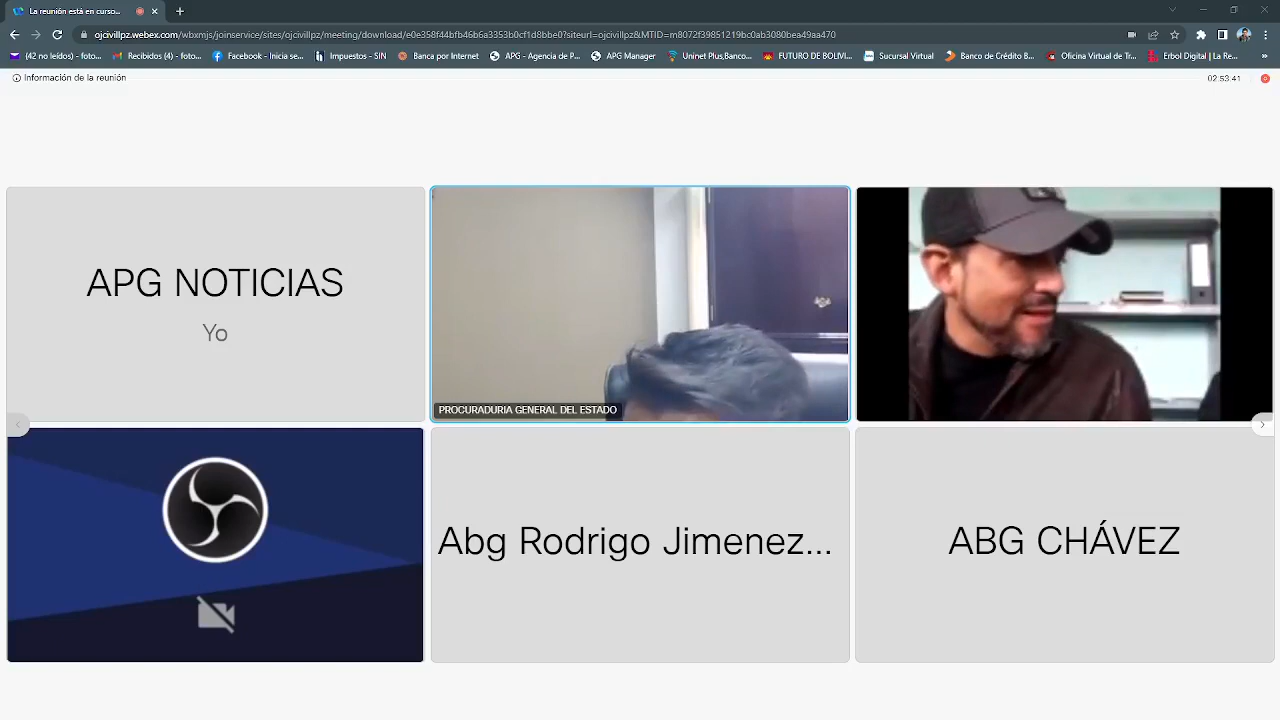 La reunión está en curso...
ojcivillpz.webex.com/wbxmjs/joinservice/sites/ojcivillpz/meeting/download/e0e358f44b1b46b6a3353a0cf1d8bbe0?siteurl=ojcivillpz&MTID=m8072f39851219bc0ab3080bea49aa470
(42 no leídos) - fotos...
Recibidos (4) - foto...
Facebook - Inicia se...
Impuestos - SIN
Banca por Internet
APG - Agencia de P...
APG Manager
Uninet Plus,Banco...
FUTURO DE BOLIVI...
Sucursal Virtual
Banco de Crédito B...
Oficina Virtual de Tr...
Erbol Digital | La Re...
»
Información de la reunión
02:53:41
APG NOTICIAS
Yo
PROCURADURIA GENERAL DEL ESTADO
Abg Rodrigo Jimenez...
ABG CHÁVEZ